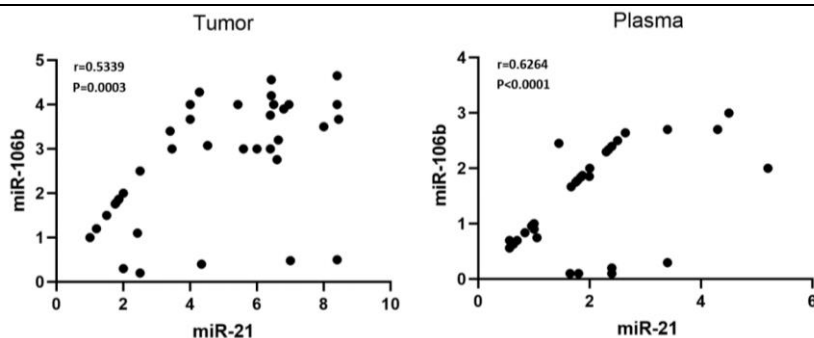 Tumor
r=0.5339
P=0.0003
miR-106b
5
4
3
2
1
0
0 2 4 6 8 10
miR-21
Plasma
r=0.6264
P<0.0001
miR-106b
4
3
2
1
0
0 2 4 6
miR-21